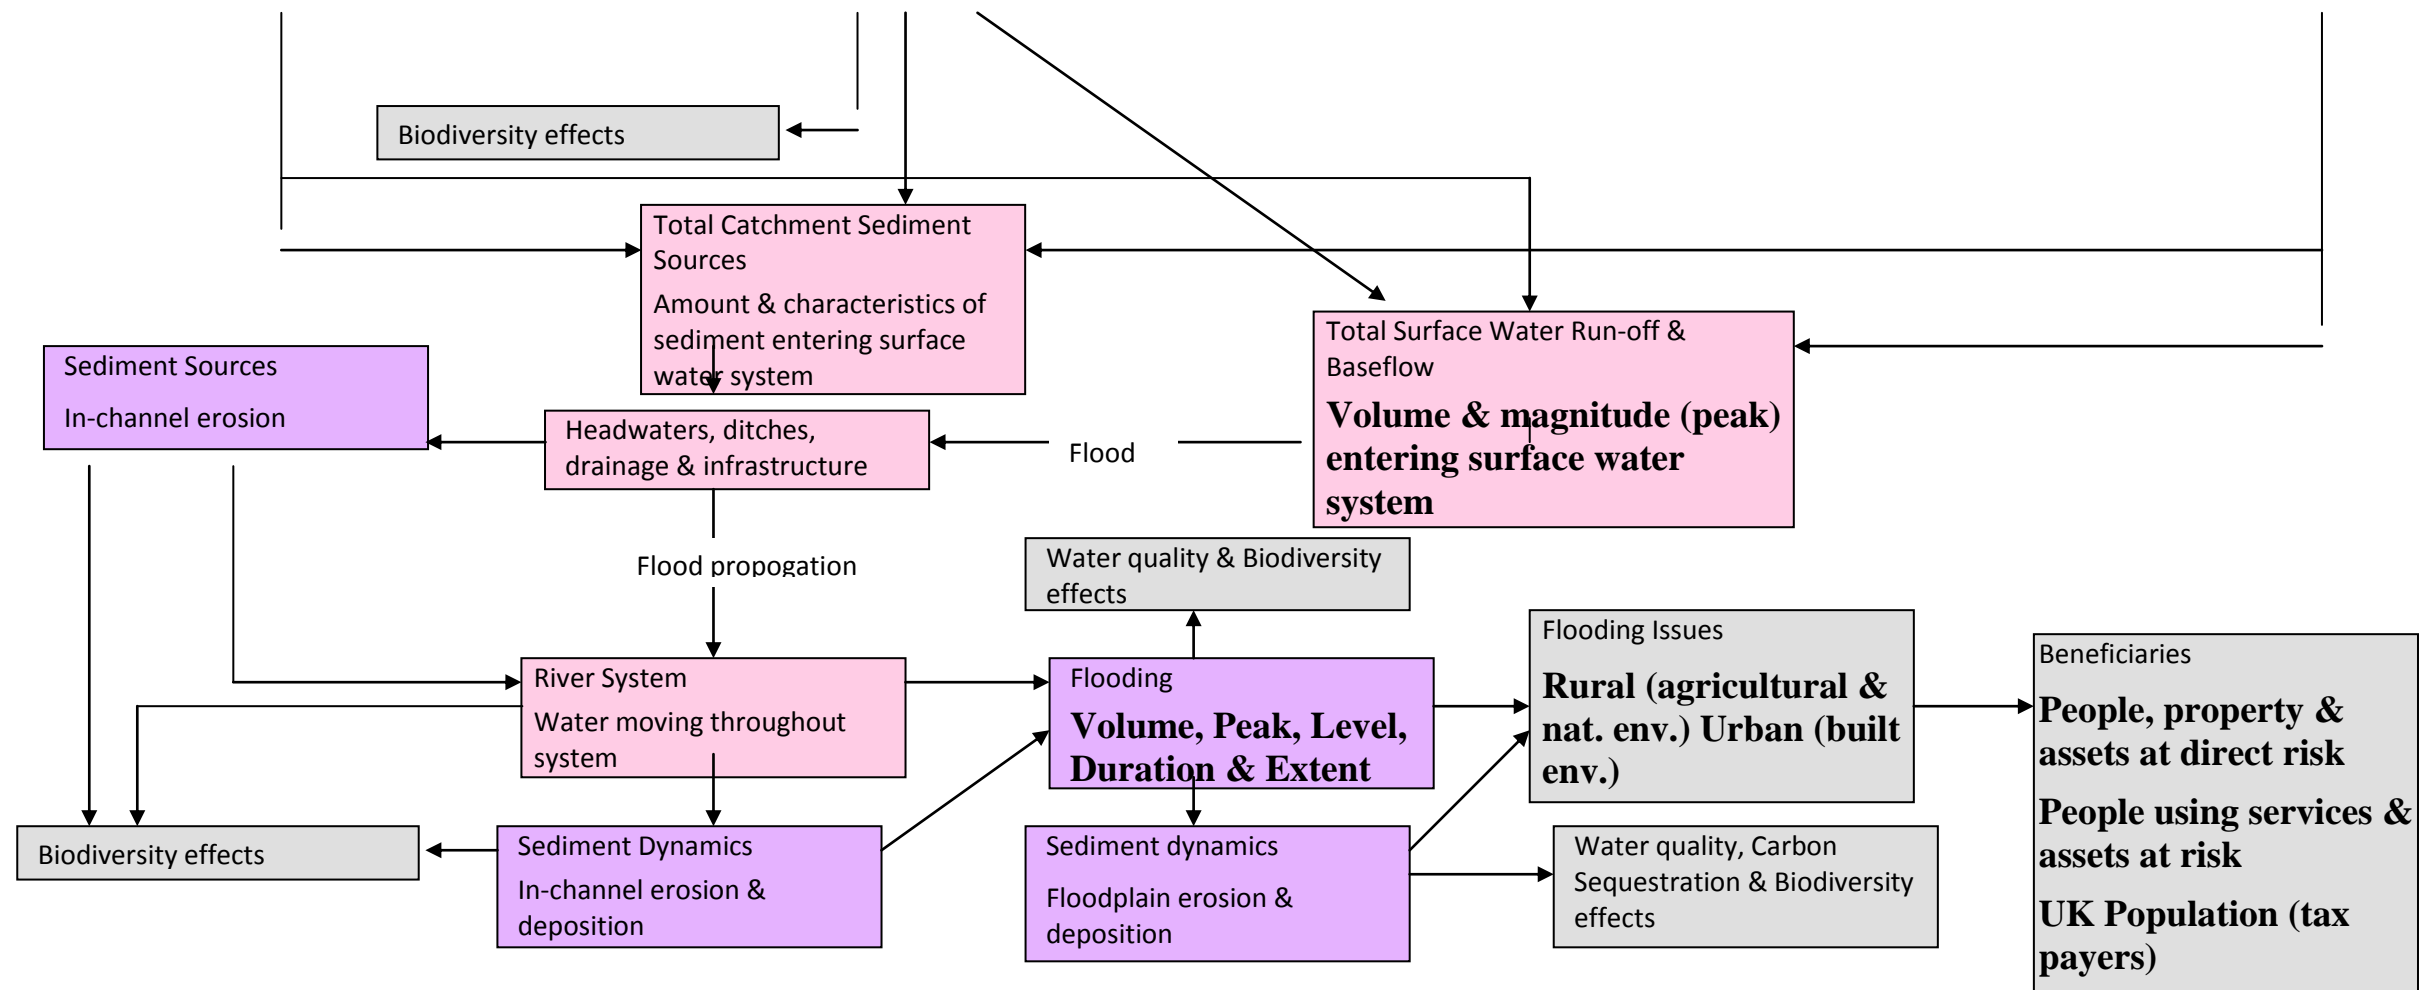 Biodiversity effects
Total Catchment Sediment
Sources
Amount & characteristics of
sediment entering surface
water system
Total Surface Water Run-off &
Baseflow
Volume & magnitude (peak)
entering surface water
system
Sediment Sources
In-channel erosion
Headwaters, ditches,
drainage & infrastructure
Flood
Flood propogation
Water quality & Biodiversity
effects
River System
Water moving throughout
system
Flooding
Volume, Peak, Level,
Duration & Extent
Flooding Issues
Rural (agricultural &
nat. env.) Urban (built
env.)
Beneficiaries
People, property &
assets at direct risk
People using services &
assets at risk
UK Population (tax
payers)
Biodiversity effects
Sediment Dynamics
In-channel erosion &
deposition
Sediment dynamics
Floodplain erosion &
deposition
Water quality, Carbon
Sequestration & Biodiversity
effects